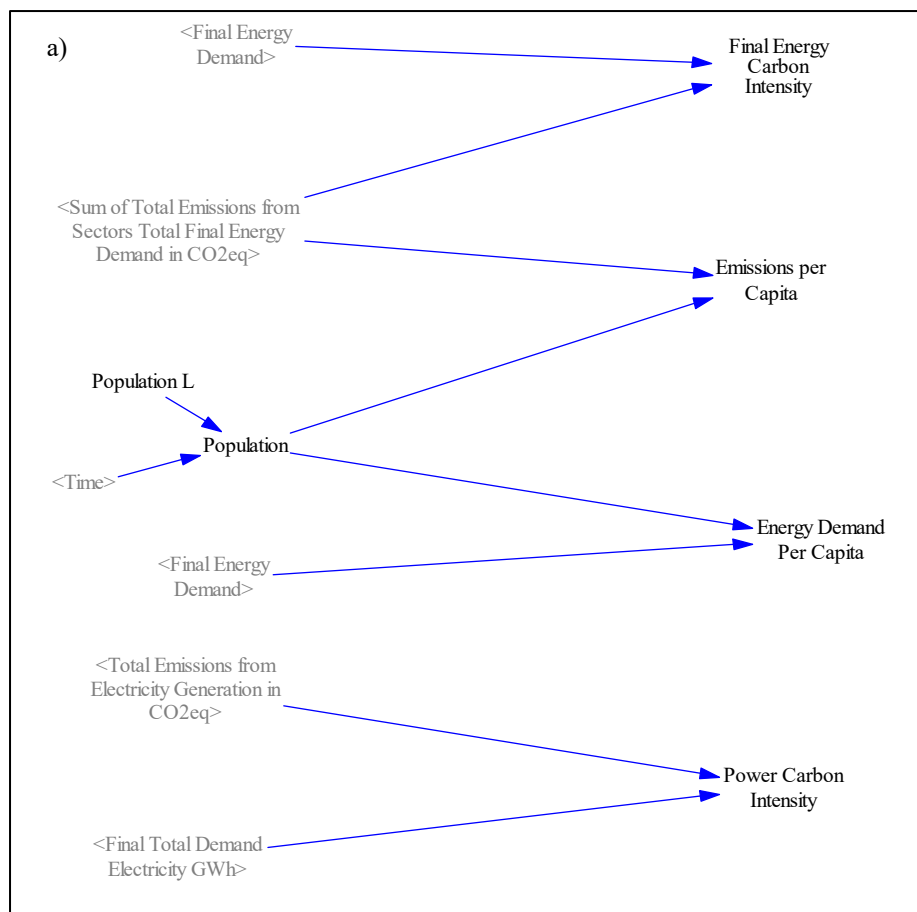 a)
<Final Energy
Demand>
Final Energy
Carbon
Intensity
<Sum of Total Emissions from
Sectors Total Final Energy
Demand in CO2eq>
Emissions per
Capita
Population L
Population
<Time>
Energy Demand
Per Capita
<Final Energy
Demand>
<Total Emissions from
Electricity Generation in
CO2eq>
Power Carbon
Intensity
<Final Total Demand
Electricity GWh>